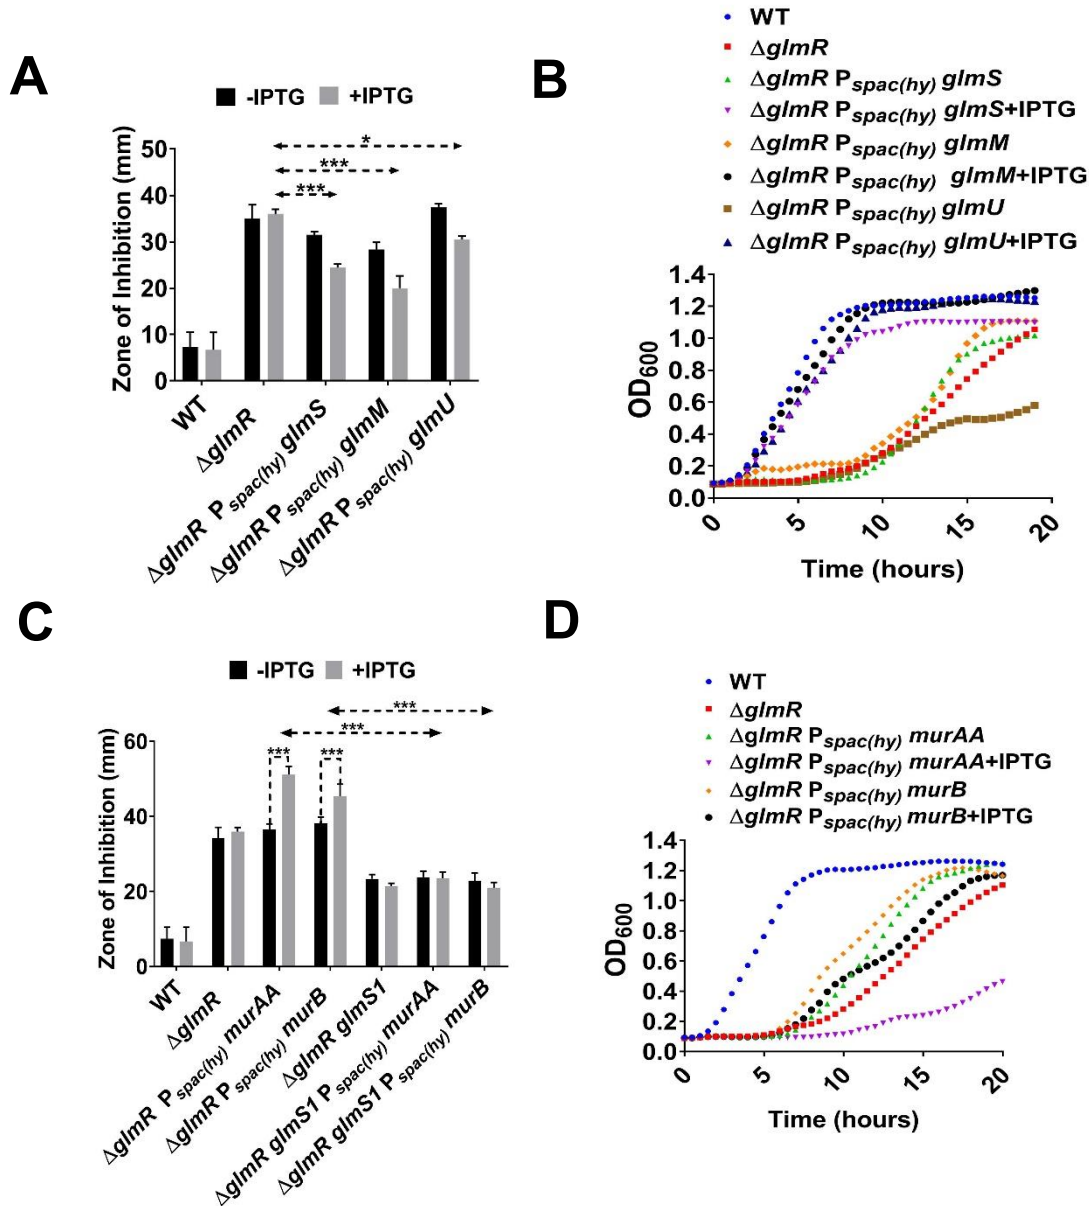 A
-IPTG +IPTG
Zone of Inhibition (mm)
50
40
30
20
10
0
*
***
***
WT
ΔglmR
ΔglmR Pspac(hy) glmS
ΔglmR Pspac(hy) glmM
ΔglmR Pspac(hy) glmU
B
WT
ΔglmR
ΔglmR Pspac(hy) glmS
ΔglmR Pspac(hy) glmS+IPTG
ΔglmR Pspac(hy) glmM
ΔglmR Pspac(hy) glmM+IPTG
ΔglmR Pspac(hy) glmU
ΔglmR Pspac(hy) glmU+IPTG
OD600
1.4
1.2
1.0
0.8
0.6
0.4
0.2
0.0
0 5 10 15 20
Time (hours)
C
-IPTG +IPTG
Zone of Inhibition (mm)
60
40
20
0
***
***
*** ***
WT
ΔglmR
ΔglmR Pspac(hy) murAA
ΔglmR Pspac(hy) murB
ΔglmR glmS1
ΔglmR glmS1 Pspac(hy) murAA
ΔglmR glmS1 Pspac(hy) murB
D
WT
ΔglmR
ΔglmR Pspac(hy) murAA
ΔglmR Pspac(hy) murAA+IPTG
ΔglmR Pspac(hy) murB
ΔglmR Pspac(hy) murB+IPTG
OD600
1.4
1.2
1.0
0.8
0.6
0.4
0.2
0.0
0 5 10 15 20
Time (hours)